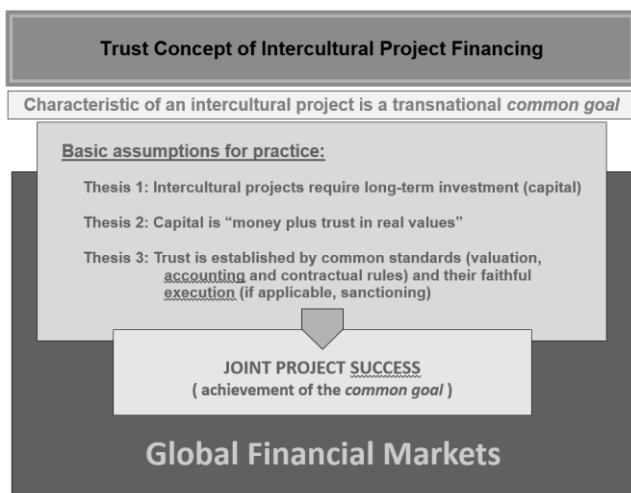 Trust Concept of Intercultural Project Financing
Characteristic of an intercultural project is a transnational common goal
Basic assumptions for practice:
Thesis 1: Intercultural projects require long-term investment (capital)
Thesis 2: Capital is “money plus trust in real values”
Thesis 3: Trust is established by common standards (valuation,
accounting and contractual rules) and their faithful
execution (if applicable, sanctioning)
JOINT PROJECT SUCCESS
( achievement of the common goal )
Global Financial Markets